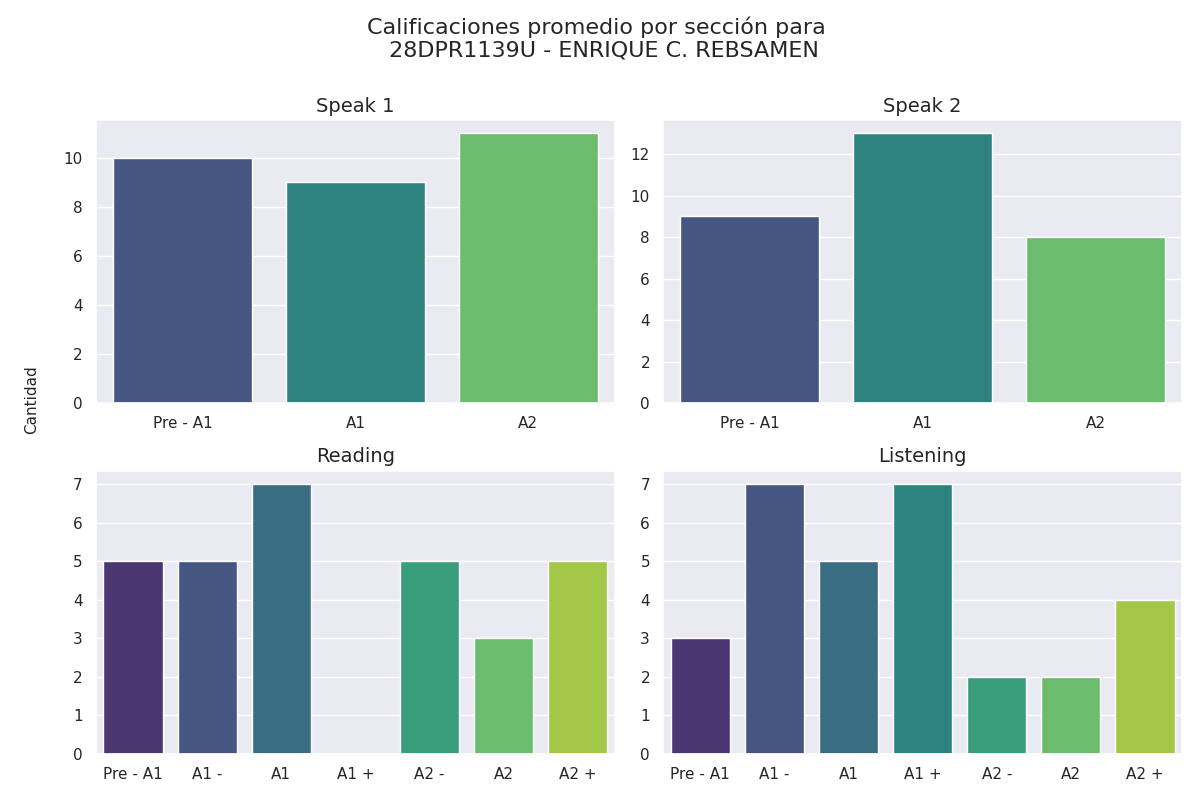 Calificaciones promedio por sección para
28DPR1139U - ENRIQUE C. REBSAMEN
Cantidad
Speak 1
10
8
6
4
2
0
Pre - A1 A1 A2
Speak 2
12
10
8
6
4
2
0
Pre - A1 A1 A2
Reading
7
6
5
4
3
2
1
0
Pre - A1 A1 - A1 A1 + A2 - A2 A2 +
Listening
7
6
5
4
3
2
1
0
Pre - A1 A1 - A1 A1 + A2 - A2 A2 +